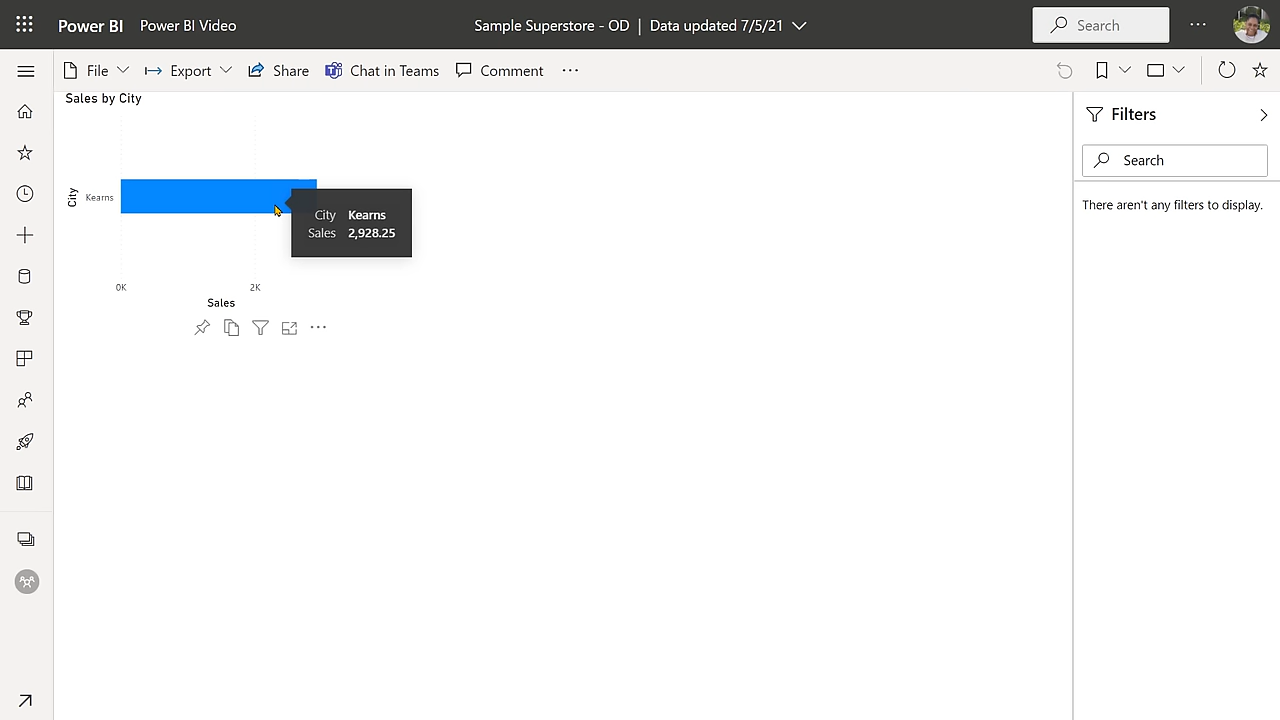 Power BI Power BI Video Sample Superstore - OD | Data updated 7/5/21 Search
File Export Share Chat in Teams Comment
Sales by City
Filters
Search
There aren't any filters to display.
City
Kearns
City Kearns
Sales 2,928.25
0K 2K
Sales